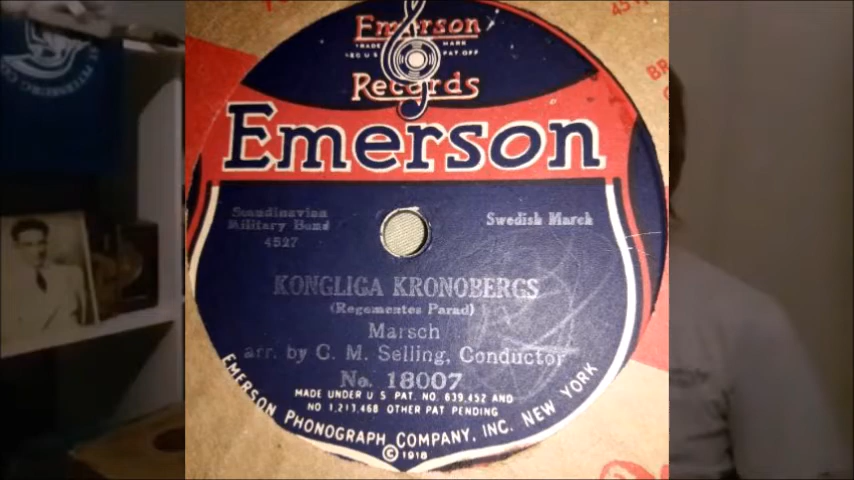 Emerson
TRADE MARK
REC U S PAT OFF
Records
Emerson
Scandinavian
Military Band
4527
Swedish March
KONGLIGA KRONOBERGS
(Regementes Parad)
Marsch
arr. by C. M. Selling, Conductor
No. 18007
MADE UNDER U S PAT. NO. 639,452 AND
NO 1,213,468 OTHER PAT PENDING
EMERSON PHONOGRAPH COMPANY, INC. NEW YORK
© 1918